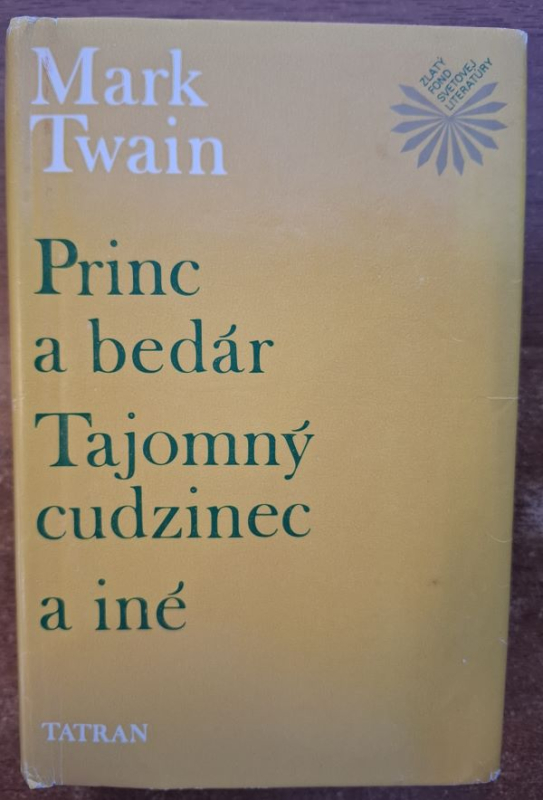 Mark
Twain
ZLATÝ
FOND
SVETOVEJ
LITERATÚRY
Princ
a bedár
Tajomný
cudzinec
a iné
TATRAN